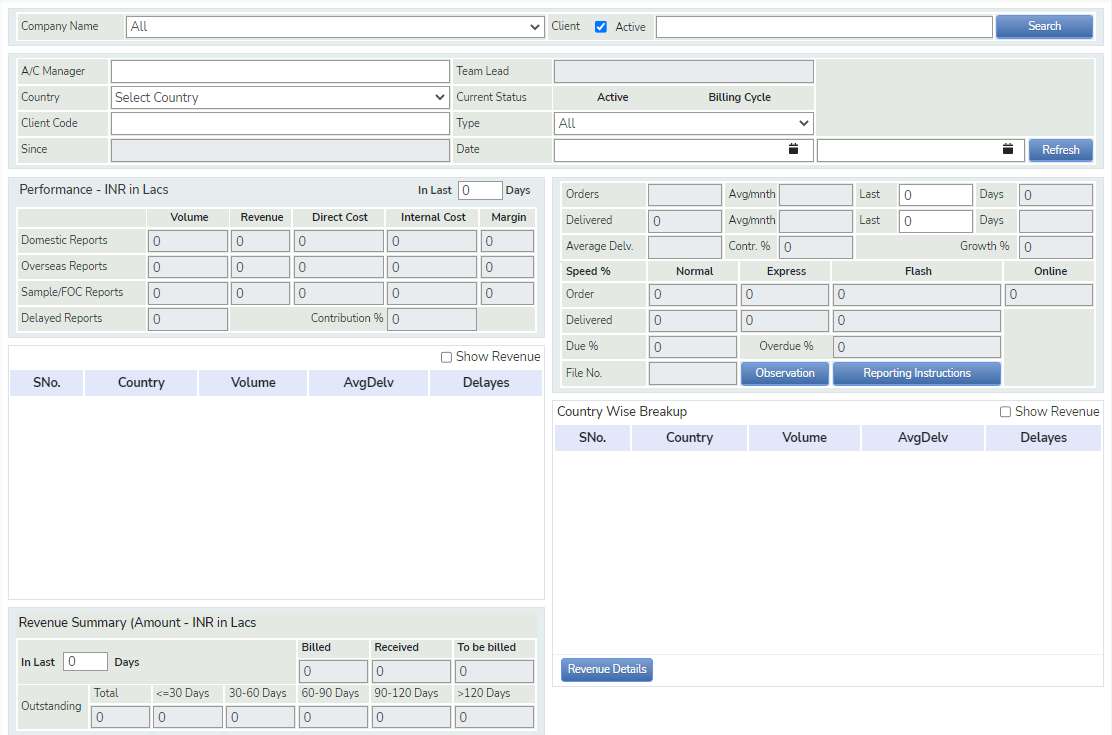 Company Name All Client Active Search
A/C Manager Team Lead
Country Select Country Current Status Active Billing Cycle
Client Code Type All
Since Date Refresh
Performance - INR in Lacs In Last 0 Days
Volume Revenue Direct Cost Internal Cost Margin
Domestic Reports 0 0 0 0 0
Overseas Reports 0 0 0 0 0
Sample/FOC Reports 0 0 0 0 0
Delayed Reports 0 Contribution % 0
Orders Avg/mnth Last 0 Days 0
Delivered 0 Avg/mnth Last 0 Days
Average Delv. Contr. % 0 Growth % 0
Speed % Normal Express Flash Online
Order 0 0 0 0
Delivered 0 0 0
Due % 0 Overdue % 0
File No. Observation Reporting Instructions
Show Revenue
SNo. Country Volume AvgDelv Delayes
Country Wise Breakup Show Revenue
SNo. Country Volume AvgDelv Delayes
Revenue Details
Revenue Summary (Amount - INR in Lacs
Billed Received To be billed
In Last 0 Days 0 0 0
Total <=30 Days 30-60 Days 60-90 Days 90-120 Days >120 Days
Outstanding 0 0 0 0 0 0